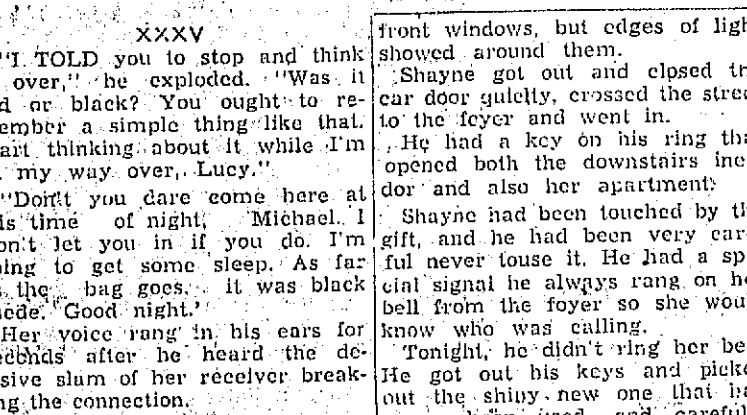 XXXV
"I TOLD you to stop and think
over," he exploded. "Was it
or black? You ought to re-
ember a simple thing like that.
art thinking about it while I'm
my way over, Lucy."
"Don't you dare come here at
is time of night, Michael. I
on't let you in if you do. I'm
ing to get some sleep. As far
the bag goes. it was black
ede. Good night.'
Her voice rang in his ears for
econds after he heard the de-
sive slam of her receiver break-
ng the connection.
front windows, but edges of ligh
showed around them.
Shayne got out and clpsed th
car door quietly, crossed the stree
to the foyer and went in.
He had a key on his ring tha
opened both the downstairs ine
dor and also her apartment
Shayne had been touched by th
gift, and he had been very car
ful never touse it. He had a sp
cial signal he always rang on he
bell from the foyer so she woul
know who was calling.
Tonight, he didn't ring her be
He got out his keys and picke
out the shiny new one that h
used and careful